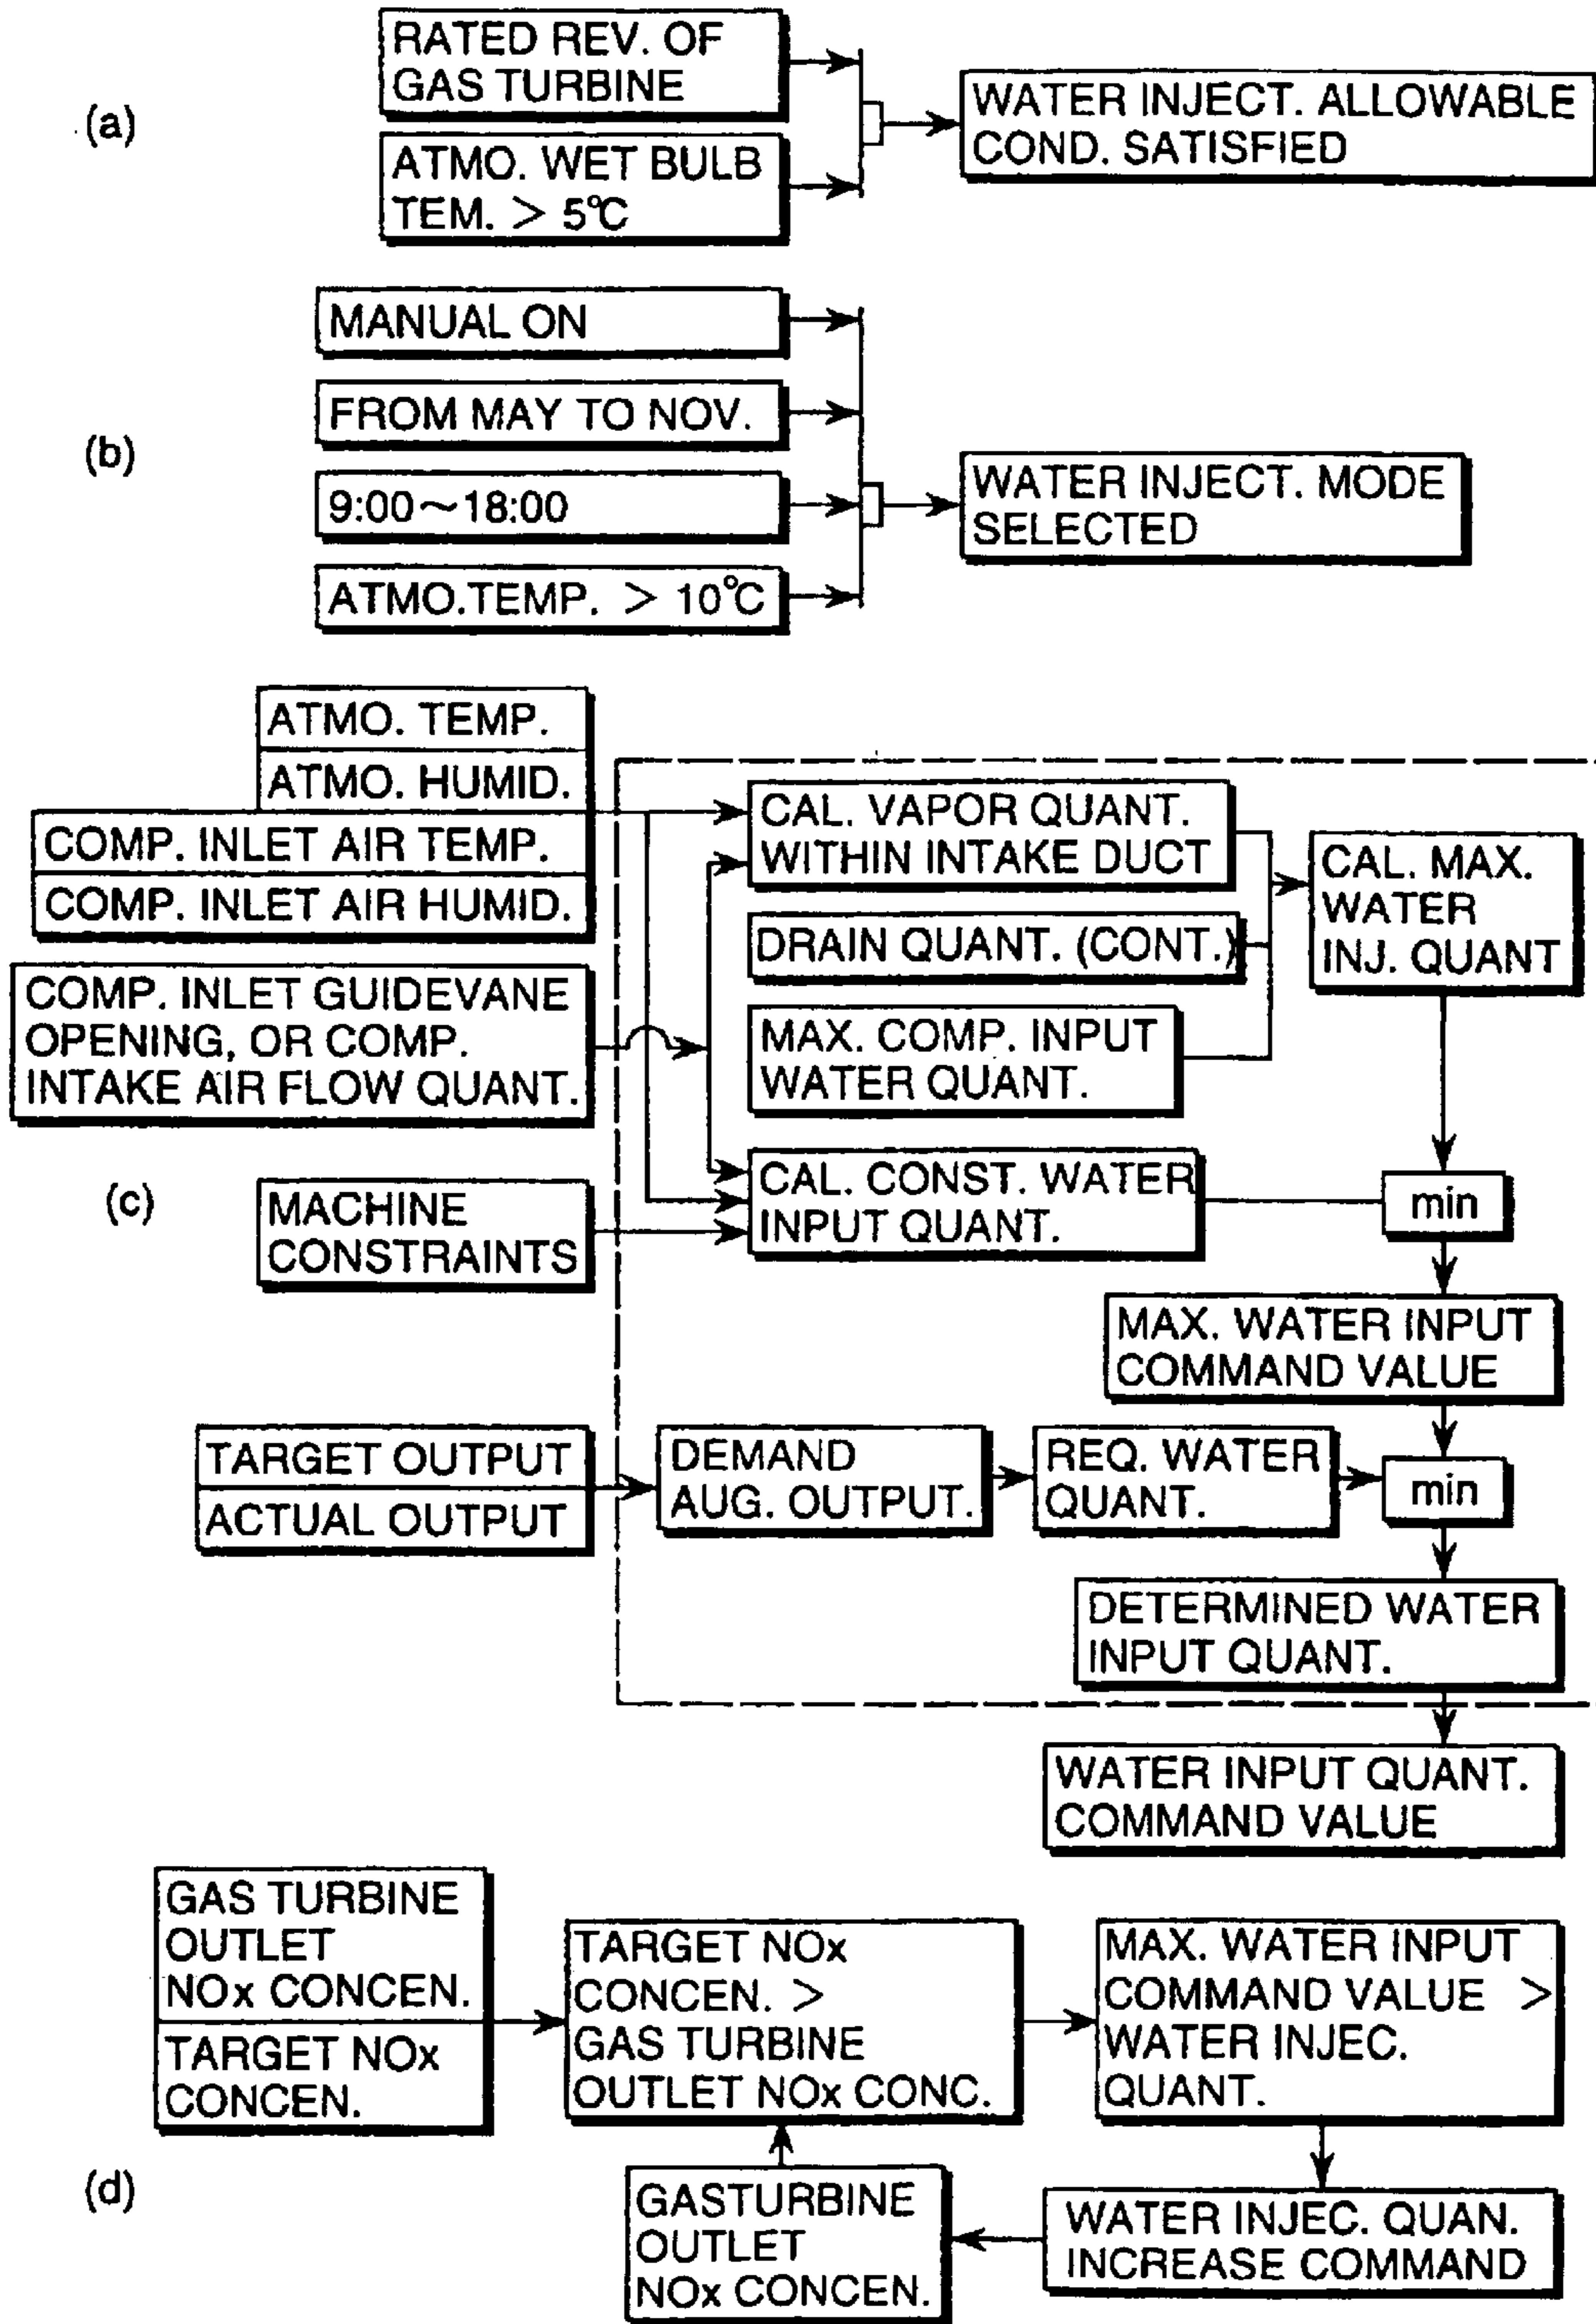 (a)
RATED REV. OF
GAS TURBINE
ATMO. WET BULB
TEM. > 5℃
WATER INJECT. ALLOWABLE
COND. SATISFIED
(b)
MANUAL ON
FROM MAY TO NOV.
9:00～18:00
ATMO.TEMP. > 10℃
WATER INJECT. MODE
SELECTED
(c)
ATMO. TEMP.
ATMO. HUMID.
COMP. INLET AIR TEMP.
COMP. INLET AIR HUMID.
COMP. INLET GUIDEVANE
OPENING, OR COMP.
INTAKE AIR FLOW QUANT.
MACHINE
CONSTRAINTS
CAL. VAPOR QUANT.
WITHIN INTAKE DUCT
DRAIN QUANT. (CONT.)
MAX. COMP. INPUT
WATER QUANT.
CAL. CONST. WATER
INPUT QUANT.
CAL. MAX.
WATER
INJ. QUANT
min
MAX. WATER INPUT
COMMAND VALUE
TARGET OUTPUT
ACTUAL OUTPUT
DEMAND
AUG. OUTPUT.
REQ. WATER
QUANT.
min
DETERMINED WATER
INPUT QUANT.
WATER INPUT QUANT.
COMMAND VALUE
(d)
GAS TURBINE
OUTLET
NOx CONCEN.
TARGET NOx
CONCEN.
TARGET NOx
CONCEN. >
GAS TURBINE
OUTLET NOx CONC.
MAX. WATER INPUT
COMMAND VALUE >
WATER INJEC.
QUANT.
WATER INJEC. QUAN.
INCREASE COMMAND
GASTURBINE
OUTLET
NOx CONCEN.